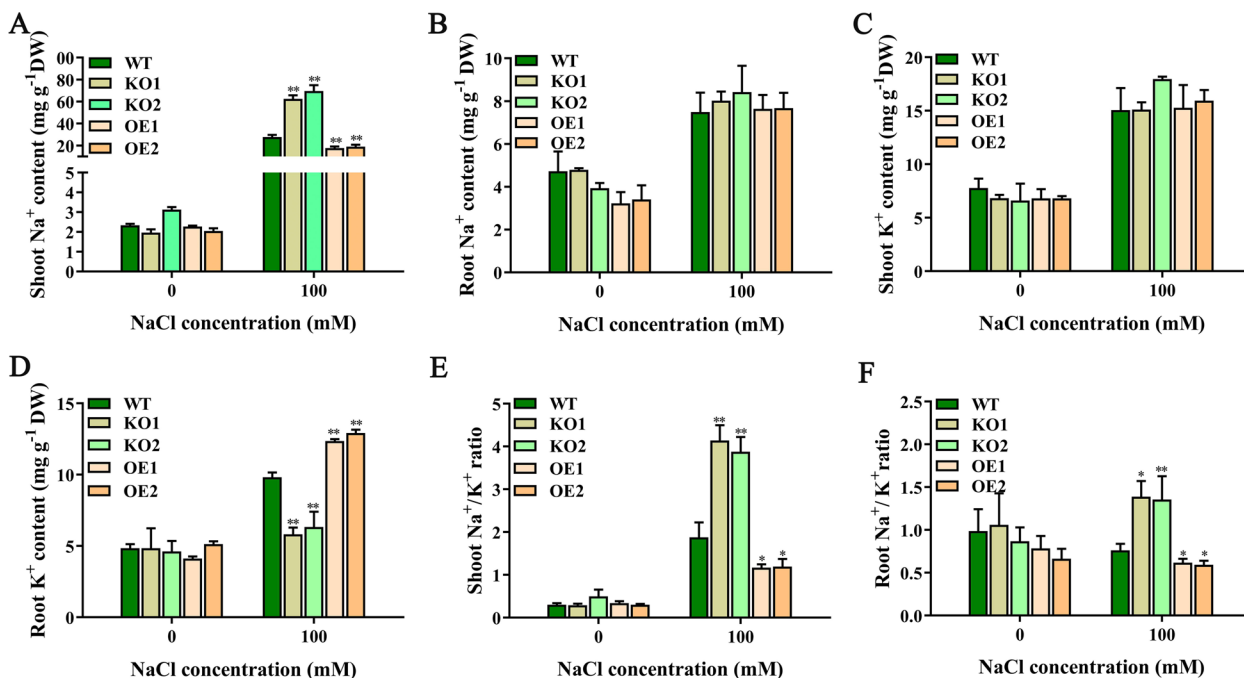 A
Shoot Na⁺ content (mg g⁻¹ DW)
00
80
60
40
20
5
4
3
2
1
0
WT
KO1
KO2
OE1
OE2
**
**
**
**
0
100
NaCl concentration (mM)
B
Root Na⁺ content (mg g⁻¹ DW)
10
8
6
4
2
0
WT
KO1
KO2
OE1
OE2
0
100
NaCl concentration (mM)
C
Shoot K⁺ content (mg g⁻¹DW)
20
15
10
5
0
WT
KO1
KO2
OE1
OE2
0
100
NaCl concentration (mM)
D
Root K⁺ content (mg g⁻¹ DW)
15
10
5
0
WT
KO1
KO2
OE1
OE2
**
**
**
**
0
100
NaCl concentration (mM)
E
Shoot Na⁺/K⁺ ratio
5
4
3
2
1
0
WT
KO1
KO2
OE1
OE2
**
**
*
*
0
100
NaCl concentration (mM)
F
Root Na⁺/ K⁺ ratio
2.5
2.0
1.5
1.0
0.5
0.0
WT
KO1
KO2
OE1
OE2
*
**
*
*
0
100
NaCl concentration (mM)